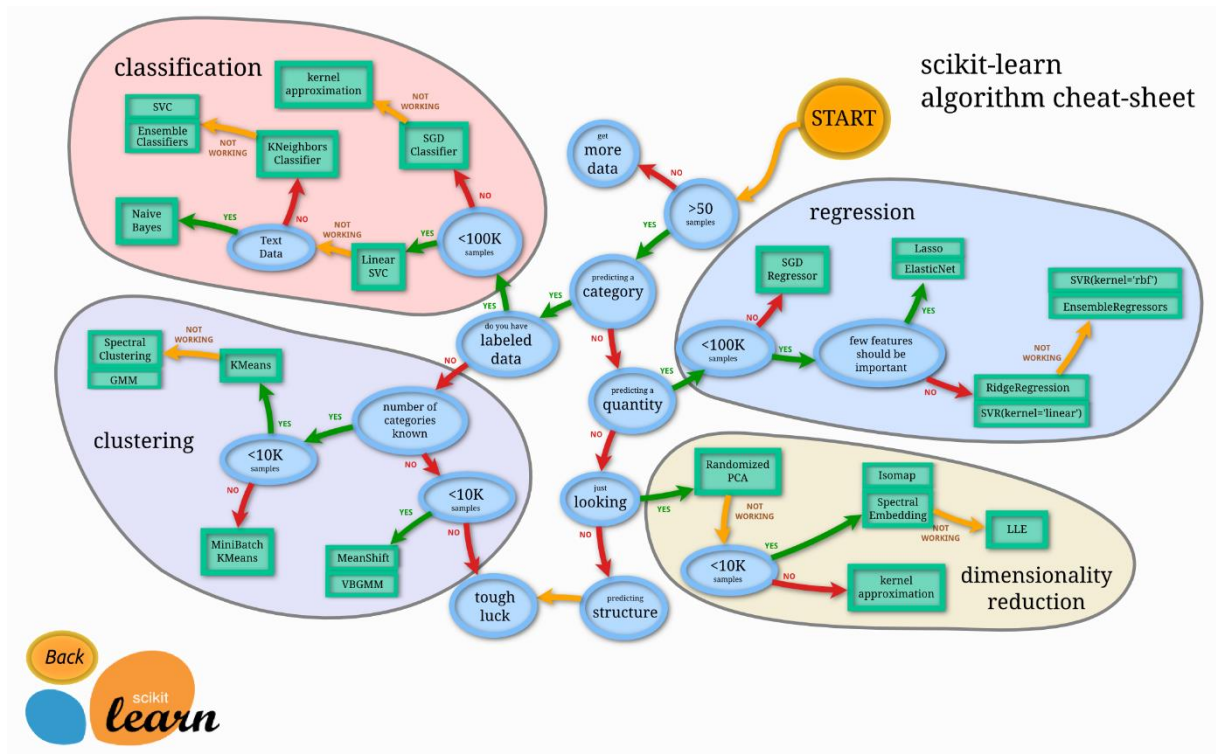 scikit-learn
algorithm cheat-sheet
START
classification
kernel
approximation
NOT
WORKING
SVC
Ensemble
Classifiers
NOT
WORKING
KNeighbors
Classifier
SGD
Classifier
NO
Naive
Bayes
YES
NO
Text
Data
NOT
WORKING
Linear
SVC
YES
<100K
samples
YES
get
more
data
NO
>50
samples
YES
predicting a
category
YES
NO
do you have
labeled
data
NO
predicting a
quantity
YES
NO
just
looking
YES
NO
predicting
structure
tough
luck
regression
SGD
Regressor
NO
<100K
samples
YES
Lasso
ElasticNet
YES
few features
should be
important
NO
SVR(kernel='rbf')
EnsembleRegressors
NOT
WORKING
RidgeRegression
SVR(kernel='linear')
clustering
Spectral
Clustering
GMM
NOT
WORKING
KMeans
YES
number of
categories
known
YES
NO
<10K
samples
NO
MiniBatch
KMeans
<10K
samples
YES
NO
MeanShift
VBGMM
dimensionality
reduction
Randomized
PCA
NOT
WORKING
<10K
samples
YES
NO
Isomap
Spectral
Embedding
NOT
WORKING
LLE
kernel
approximation
Back
scikit
learn